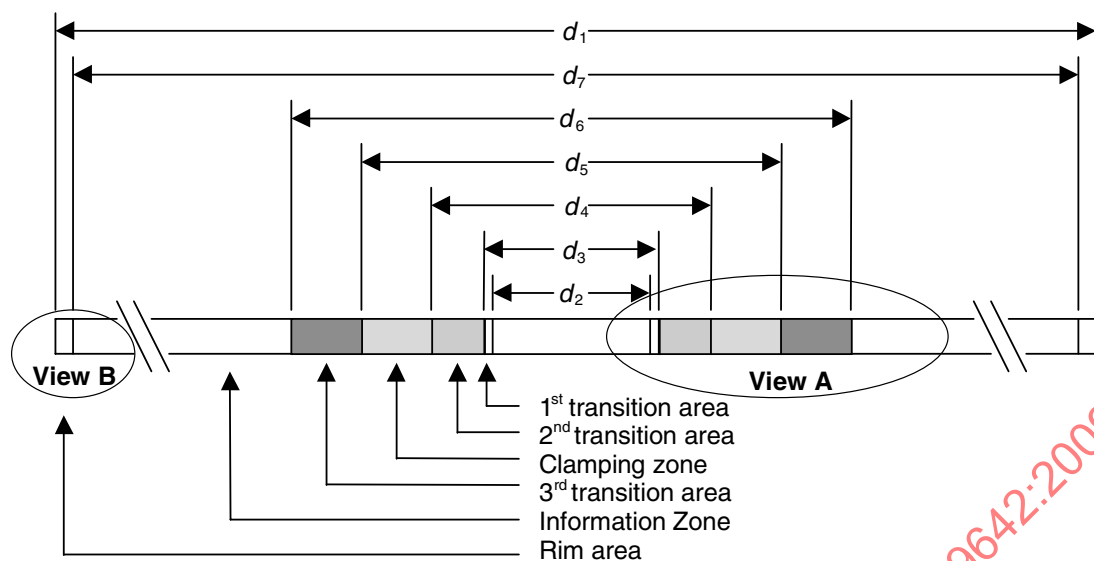 d1
d7
d6
d5
d4
d3
d2
View B
View A
1st transition area
2nd transition area
Clamping zone
3rd transition area
Information Zone
Rim area